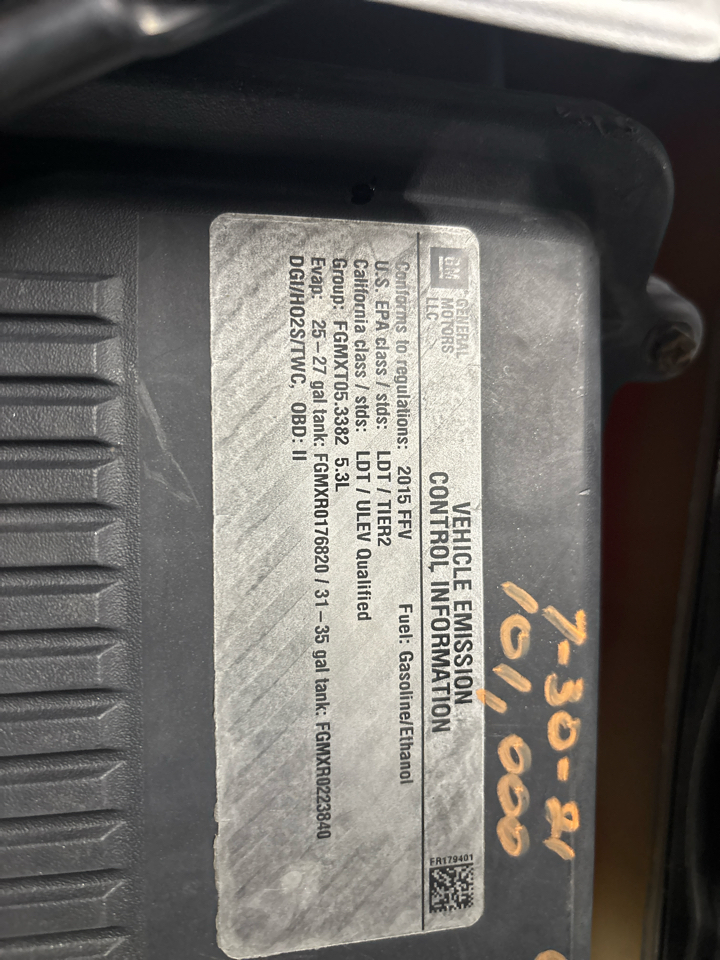 7-30-21
101,000
GM
GENERAL
MOTORS
LLC
VEHICLE EMISSION
CONTROL INFORMATION
FR179401
Conforms to regulations: 2015 FFV Fuel: Gasoline/Ethanol
U.S. EPA class / stds: LDT / TIER2
California class / stds: LDT / ULEV Qualified
Group: FGMXT05.3382 5.3L
Evap: 25–27 gal tank: FGMXR0176820 / 31–35 gal tank: FGMXR0223840
DGI/HO2S/TWC, OBD: II